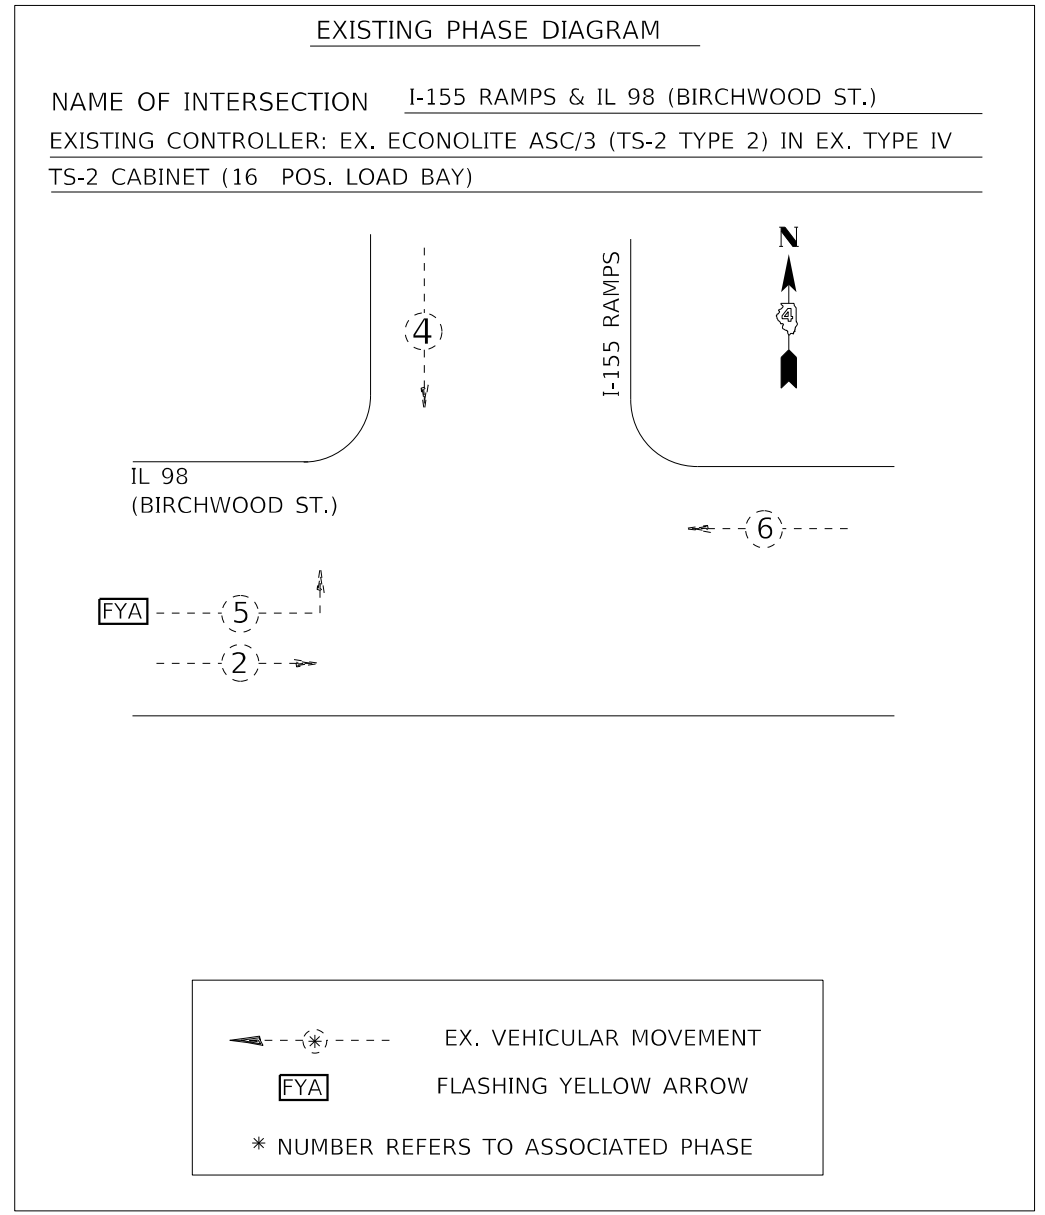 EXISTING PHASE DIAGRAM
NAME OF INTERSECTION I-155 RAMPS & IL 98 (BIRCHWOOD ST.)
EXISTING CONTROLLER: EX. ECONOLITE ASC/3 (TS-2 TYPE 2) IN EX. TYPE IV
TS-2 CABINET (16 POS. LOAD BAY)
N
4
I-155 RAMPS
4
IL 98
(BIRCHWOOD ST.)
6
FYA
5
2
* EX. VEHICULAR MOVEMENT
FYA FLASHING YELLOW ARROW
* NUMBER REFERS TO ASSOCIATED PHASE